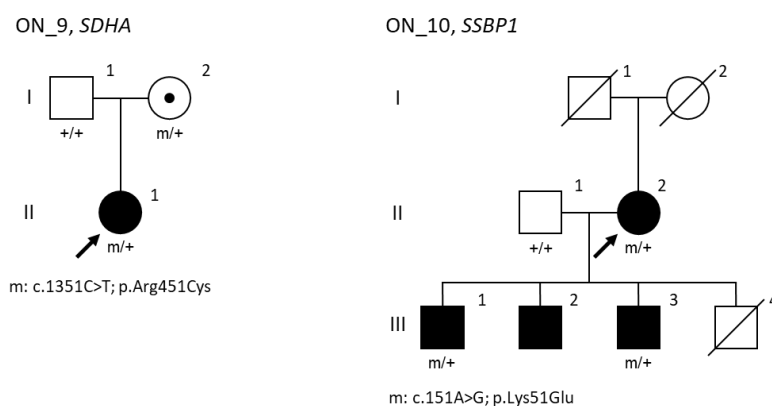 ON_9, SDHA
I
1
2
+/+
m/+
II
1
m/+
m: c.1351C>T; p.Arg451Cys
ON_10, SSBP1
I
1
2
II
1
2
+/+
m/+
III
1
2
3
4
m/+
m/+
m: c.151A>G; p.Lys51Glu